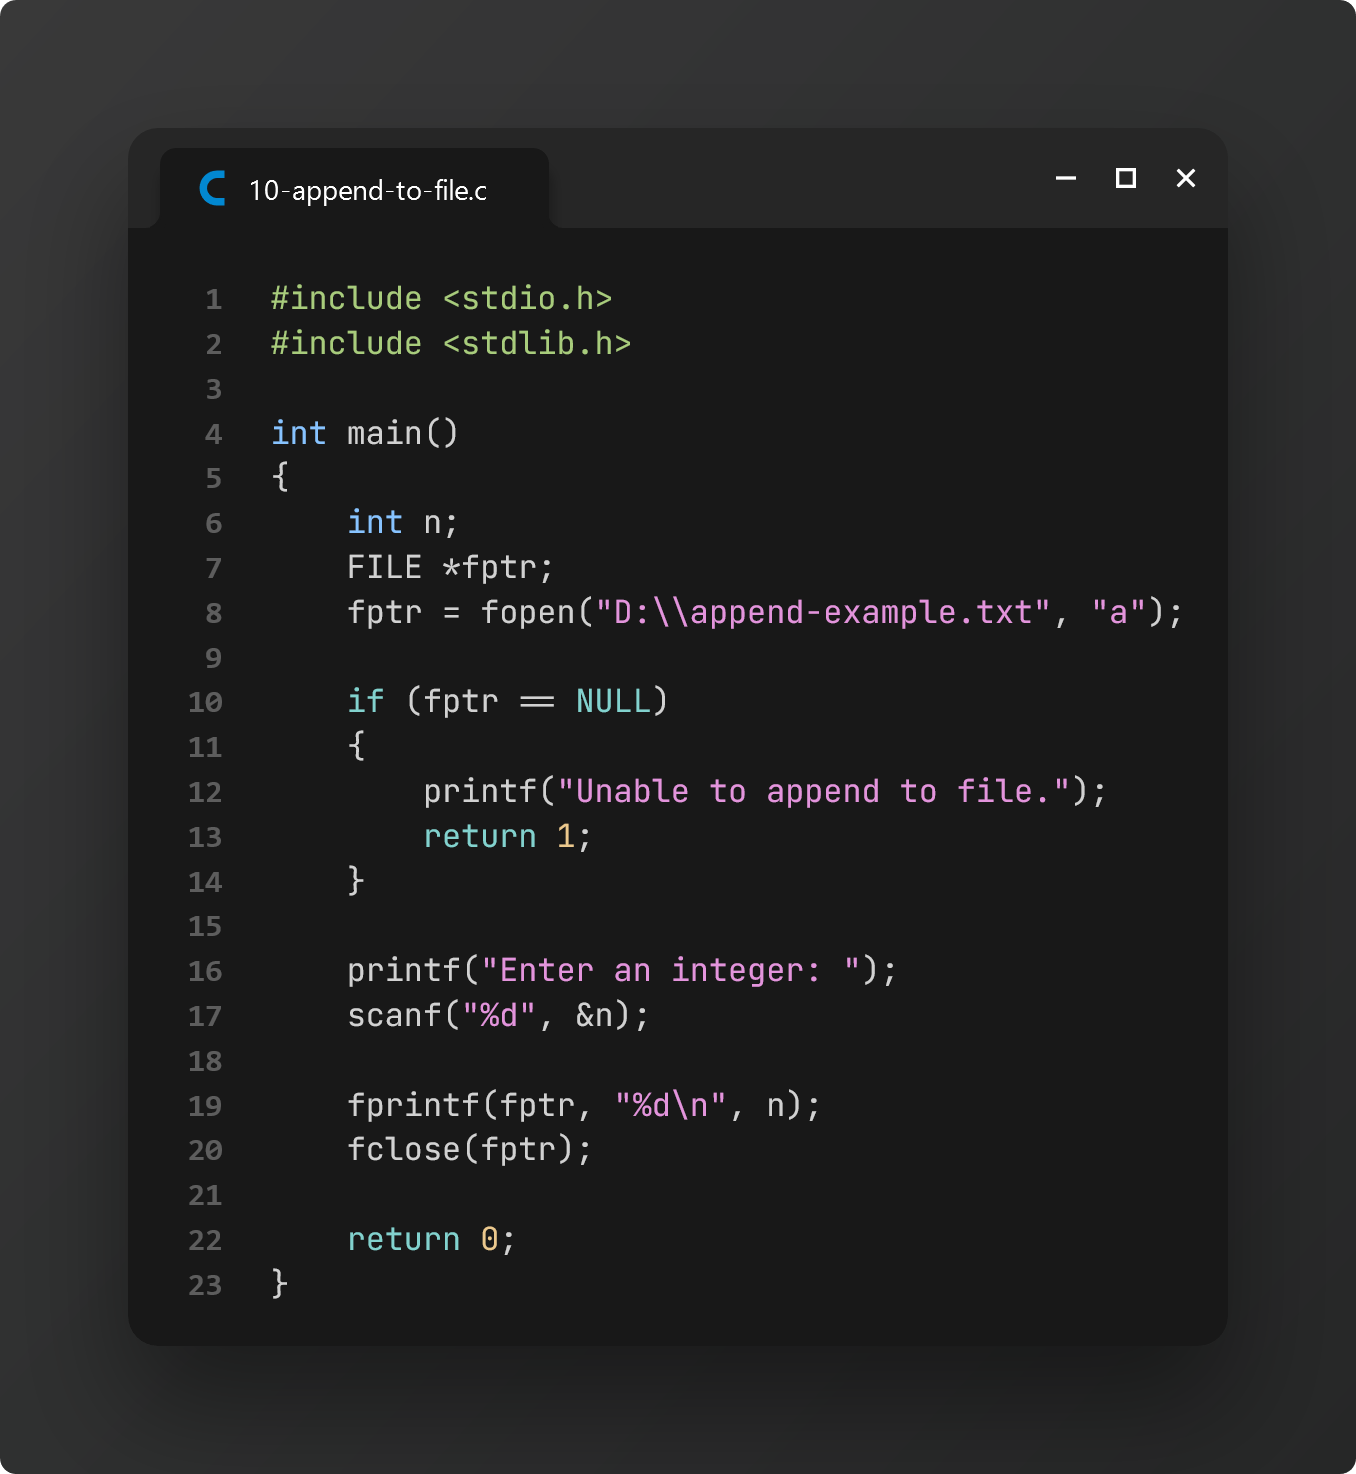 10-append-to-file.c
1 #include <stdio.h>
2 #include <stdlib.h>
3
4 int main()
5 {
6     int n;
7     FILE *fptr;
8     fptr = fopen("D:\\append-example.txt", "a");
9
10     if (fptr == NULL)
11     {
12         printf("Unable to append to file.");
13         return 1;
14     }
15
16     printf("Enter an integer: ");
17     scanf("%d", &n);
18
19     fprintf(fptr, "%d\n", n);
20     fclose(fptr);
21
22     return 0;
23 }